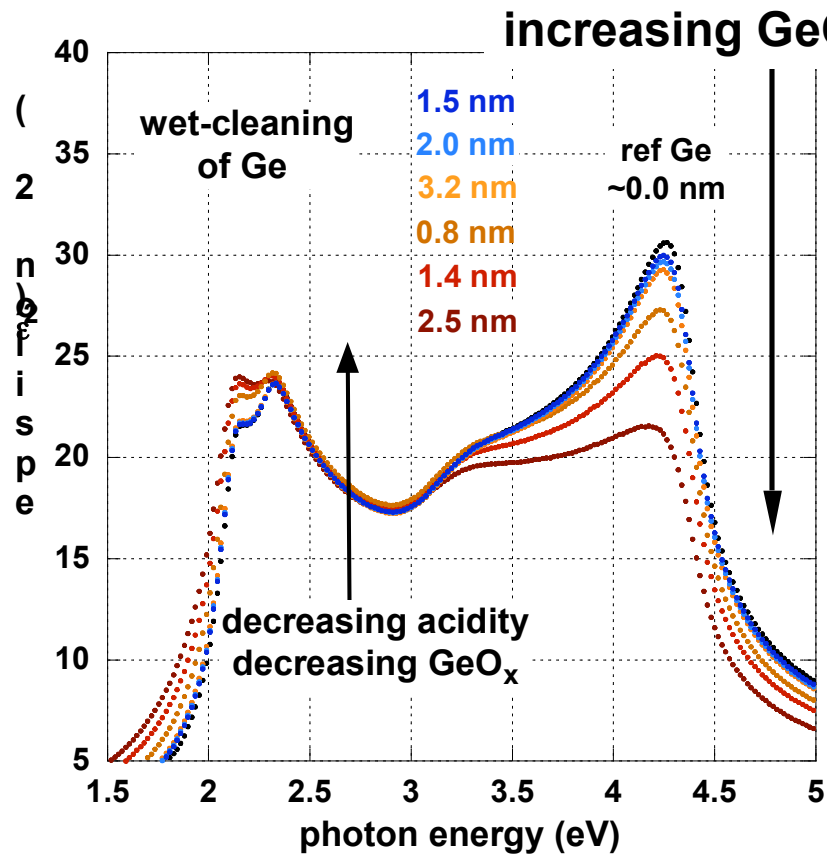 increasing GeO
40
35
30
25
20
15
10
5
wet-cleaning
of Ge
1.5 nm
2.0 nm
3.2 nm
0.8 nm
1.4 nm
2.5 nm
ref Ge
~0.0 nm
decreasing acidity
decreasing GeOₓ
1.5 2 2.5 3 3.5 4 4.5 5
photon energy (eV)